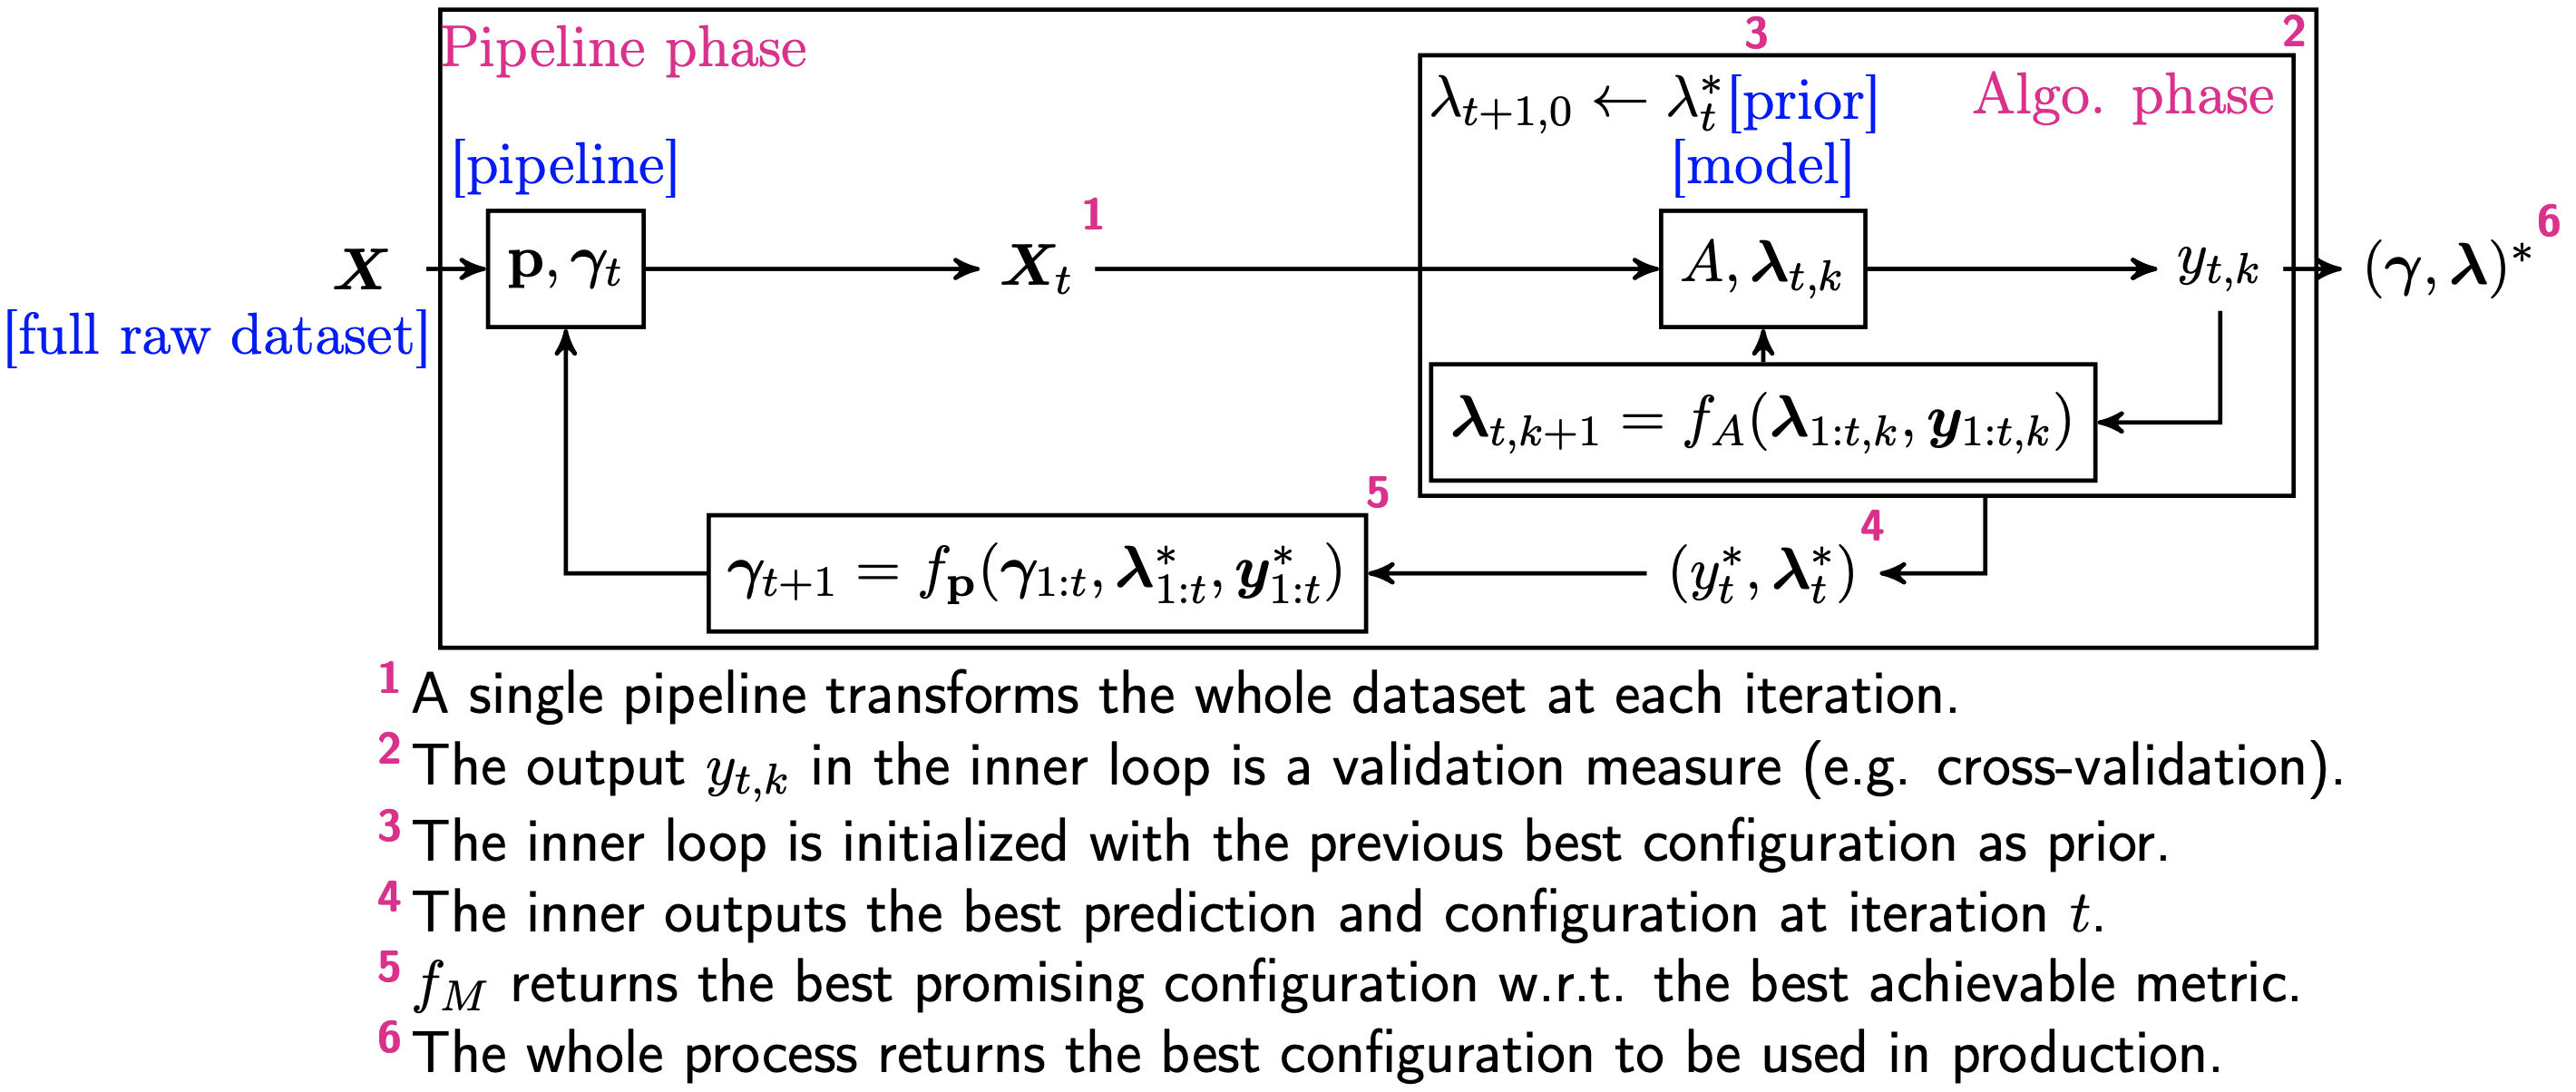 Pipeline phase
3
2
λ_{t+1,0} ← λ_t^* [prior]
Algo. phase
[pipeline]
[model]
X
p, γ_t
X_t
1
A, λ_{t,k}
y_{t,k}
(γ, λ)^*
6
[full raw dataset]
λ_{t,k+1} = f_A(λ_{1:t,k}, y_{1:t,k})
γ_{t+1} = f_p(γ_{1:t}, λ^*_{1:t}, y^*_{1:t})
5
(y_t^*, λ_t^*)
4
1 A single pipeline transforms the whole dataset at each iteration.
2 The output y_{t,k} in the inner loop is a validation measure (e.g. cross-validation).
3 The inner loop is initialized with the previous best configuration as prior.
4 The inner outputs the best prediction and configuration at iteration t.
5 f_M returns the best promising configuration w.r.t. the best achievable metric.
6 The whole process returns the best configuration to be used in production.